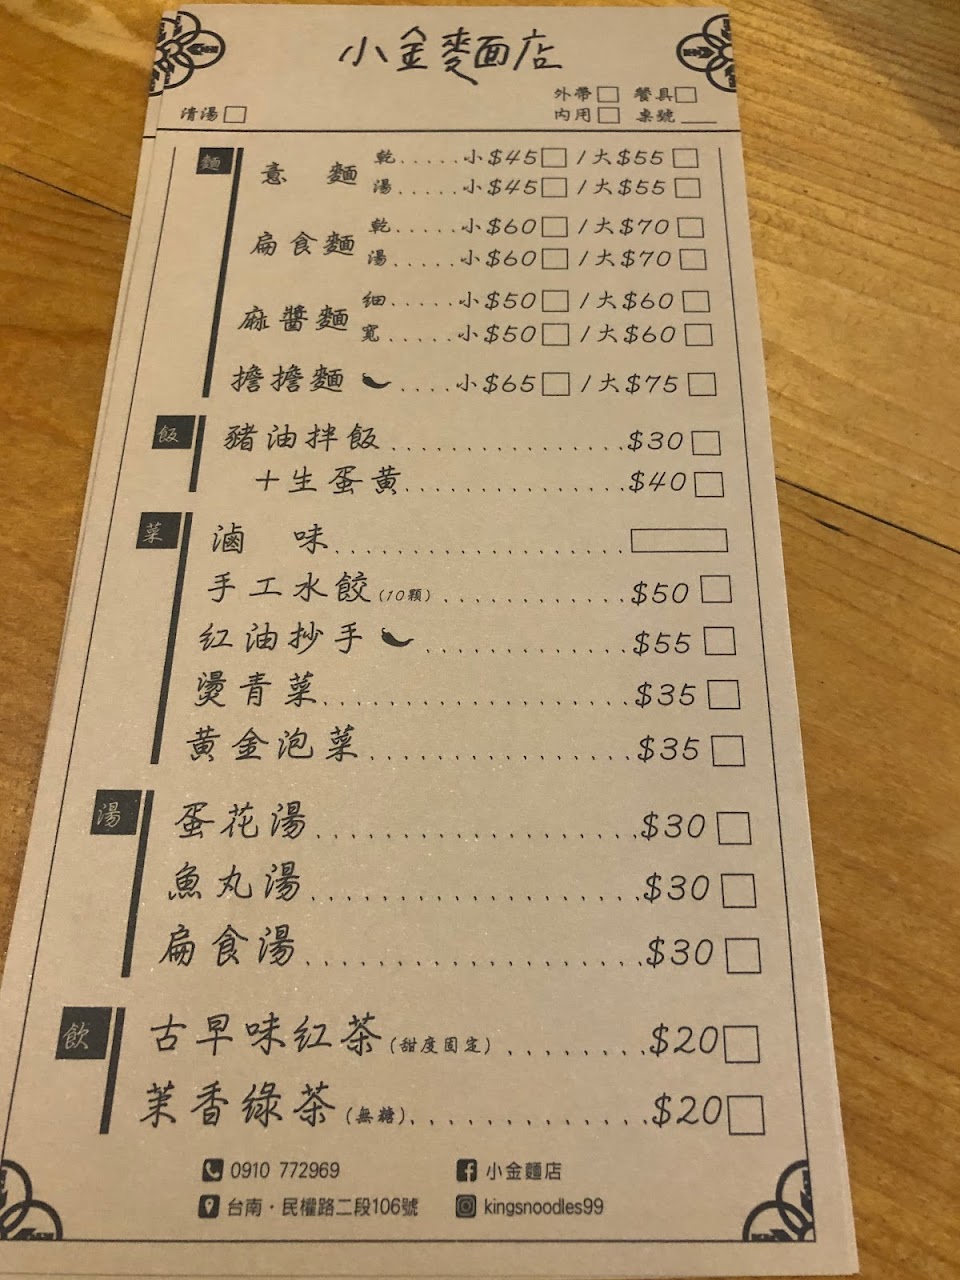 小金麵店
外帶□ 餐具□
清湯□ 內用□ 桌號___
麵
意 麵 乾.....小$45□/大$55□
湯.....小$45□/大$55□
扁食麵 乾.....小$60□/大$70□
湯.....小$60□/大$70□
麻醬麵 細.....小$50□/大$60□
寬.....小$50□/大$60□
擔擔麵 ....小$65□/大$75□
飯
豬油拌飯....................$30□
+生蛋黃....................$40□
菜
滷 味....................
手工水餃(10顆)..............$50□
紅油抄手..............$55□
燙青菜....................$35□
黃金泡菜..................$35□
湯
蛋花湯....................$30□
魚丸湯....................$30□
扁食湯....................$30□
飲
古早味紅茶(甜度固定)........$20□
茉香綠茶(無糖).............$20□
0910 772969 小金麵店
台南·民權路二段106號 kingsnoodles99